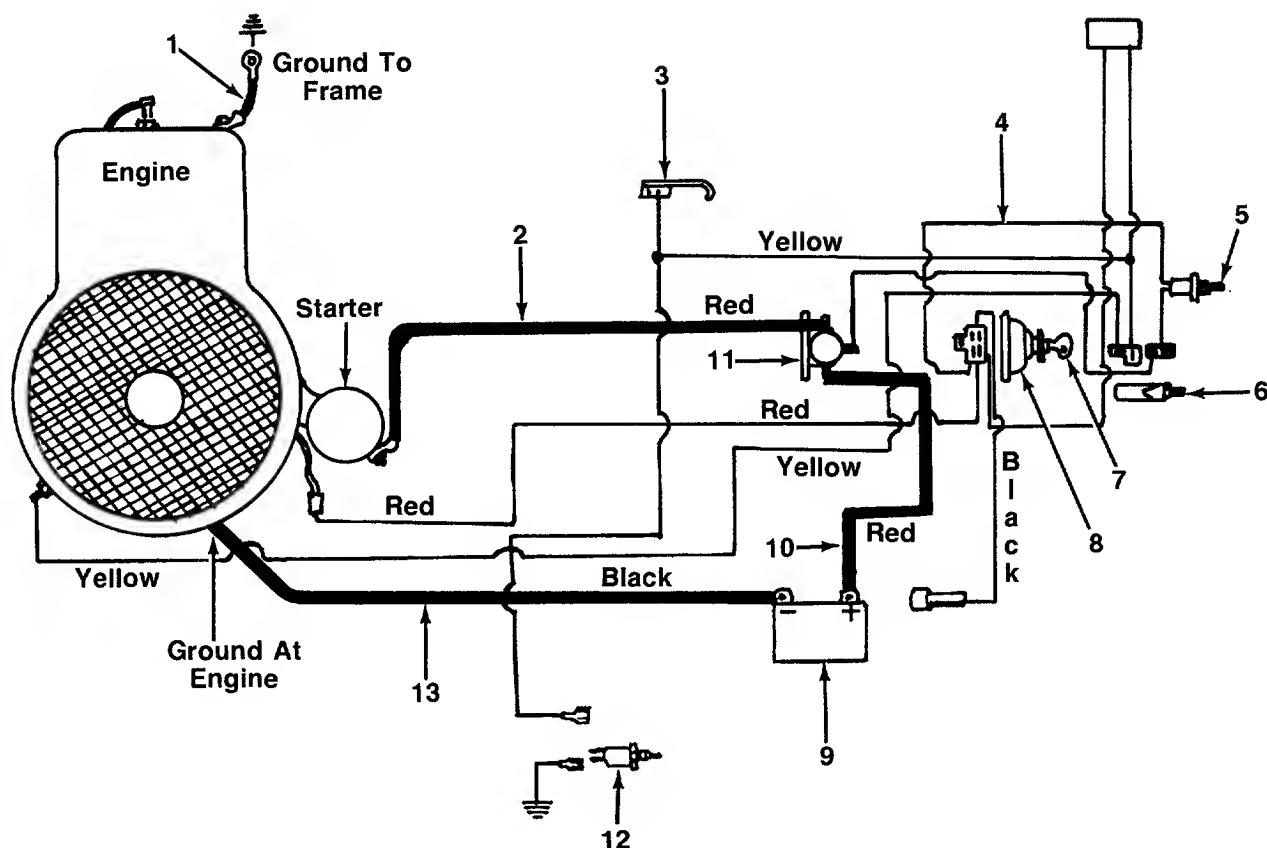 1
Ground To
Frame
3
4
Engine
5
2
Yellow
Starter
Red
11
6
Red
7
Yellow
Black
8
Red
10
Red
Yellow
Black
-
+
Ground At
Engine
13
9
12